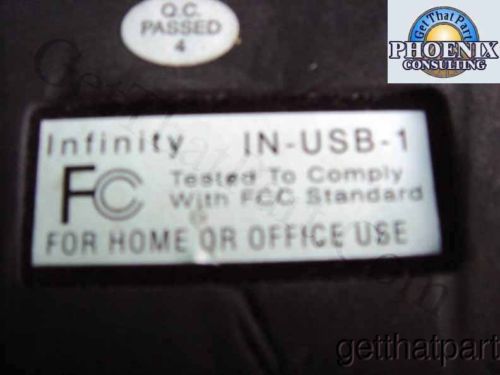 Q.C.
PASSED
4
Get That Part
PHOENIX
CONSULTING
Infinity IN-USB-1
FC Tested To Comply
With FCC Standard
FOR HOME OR OFFICE USE
getthatpart